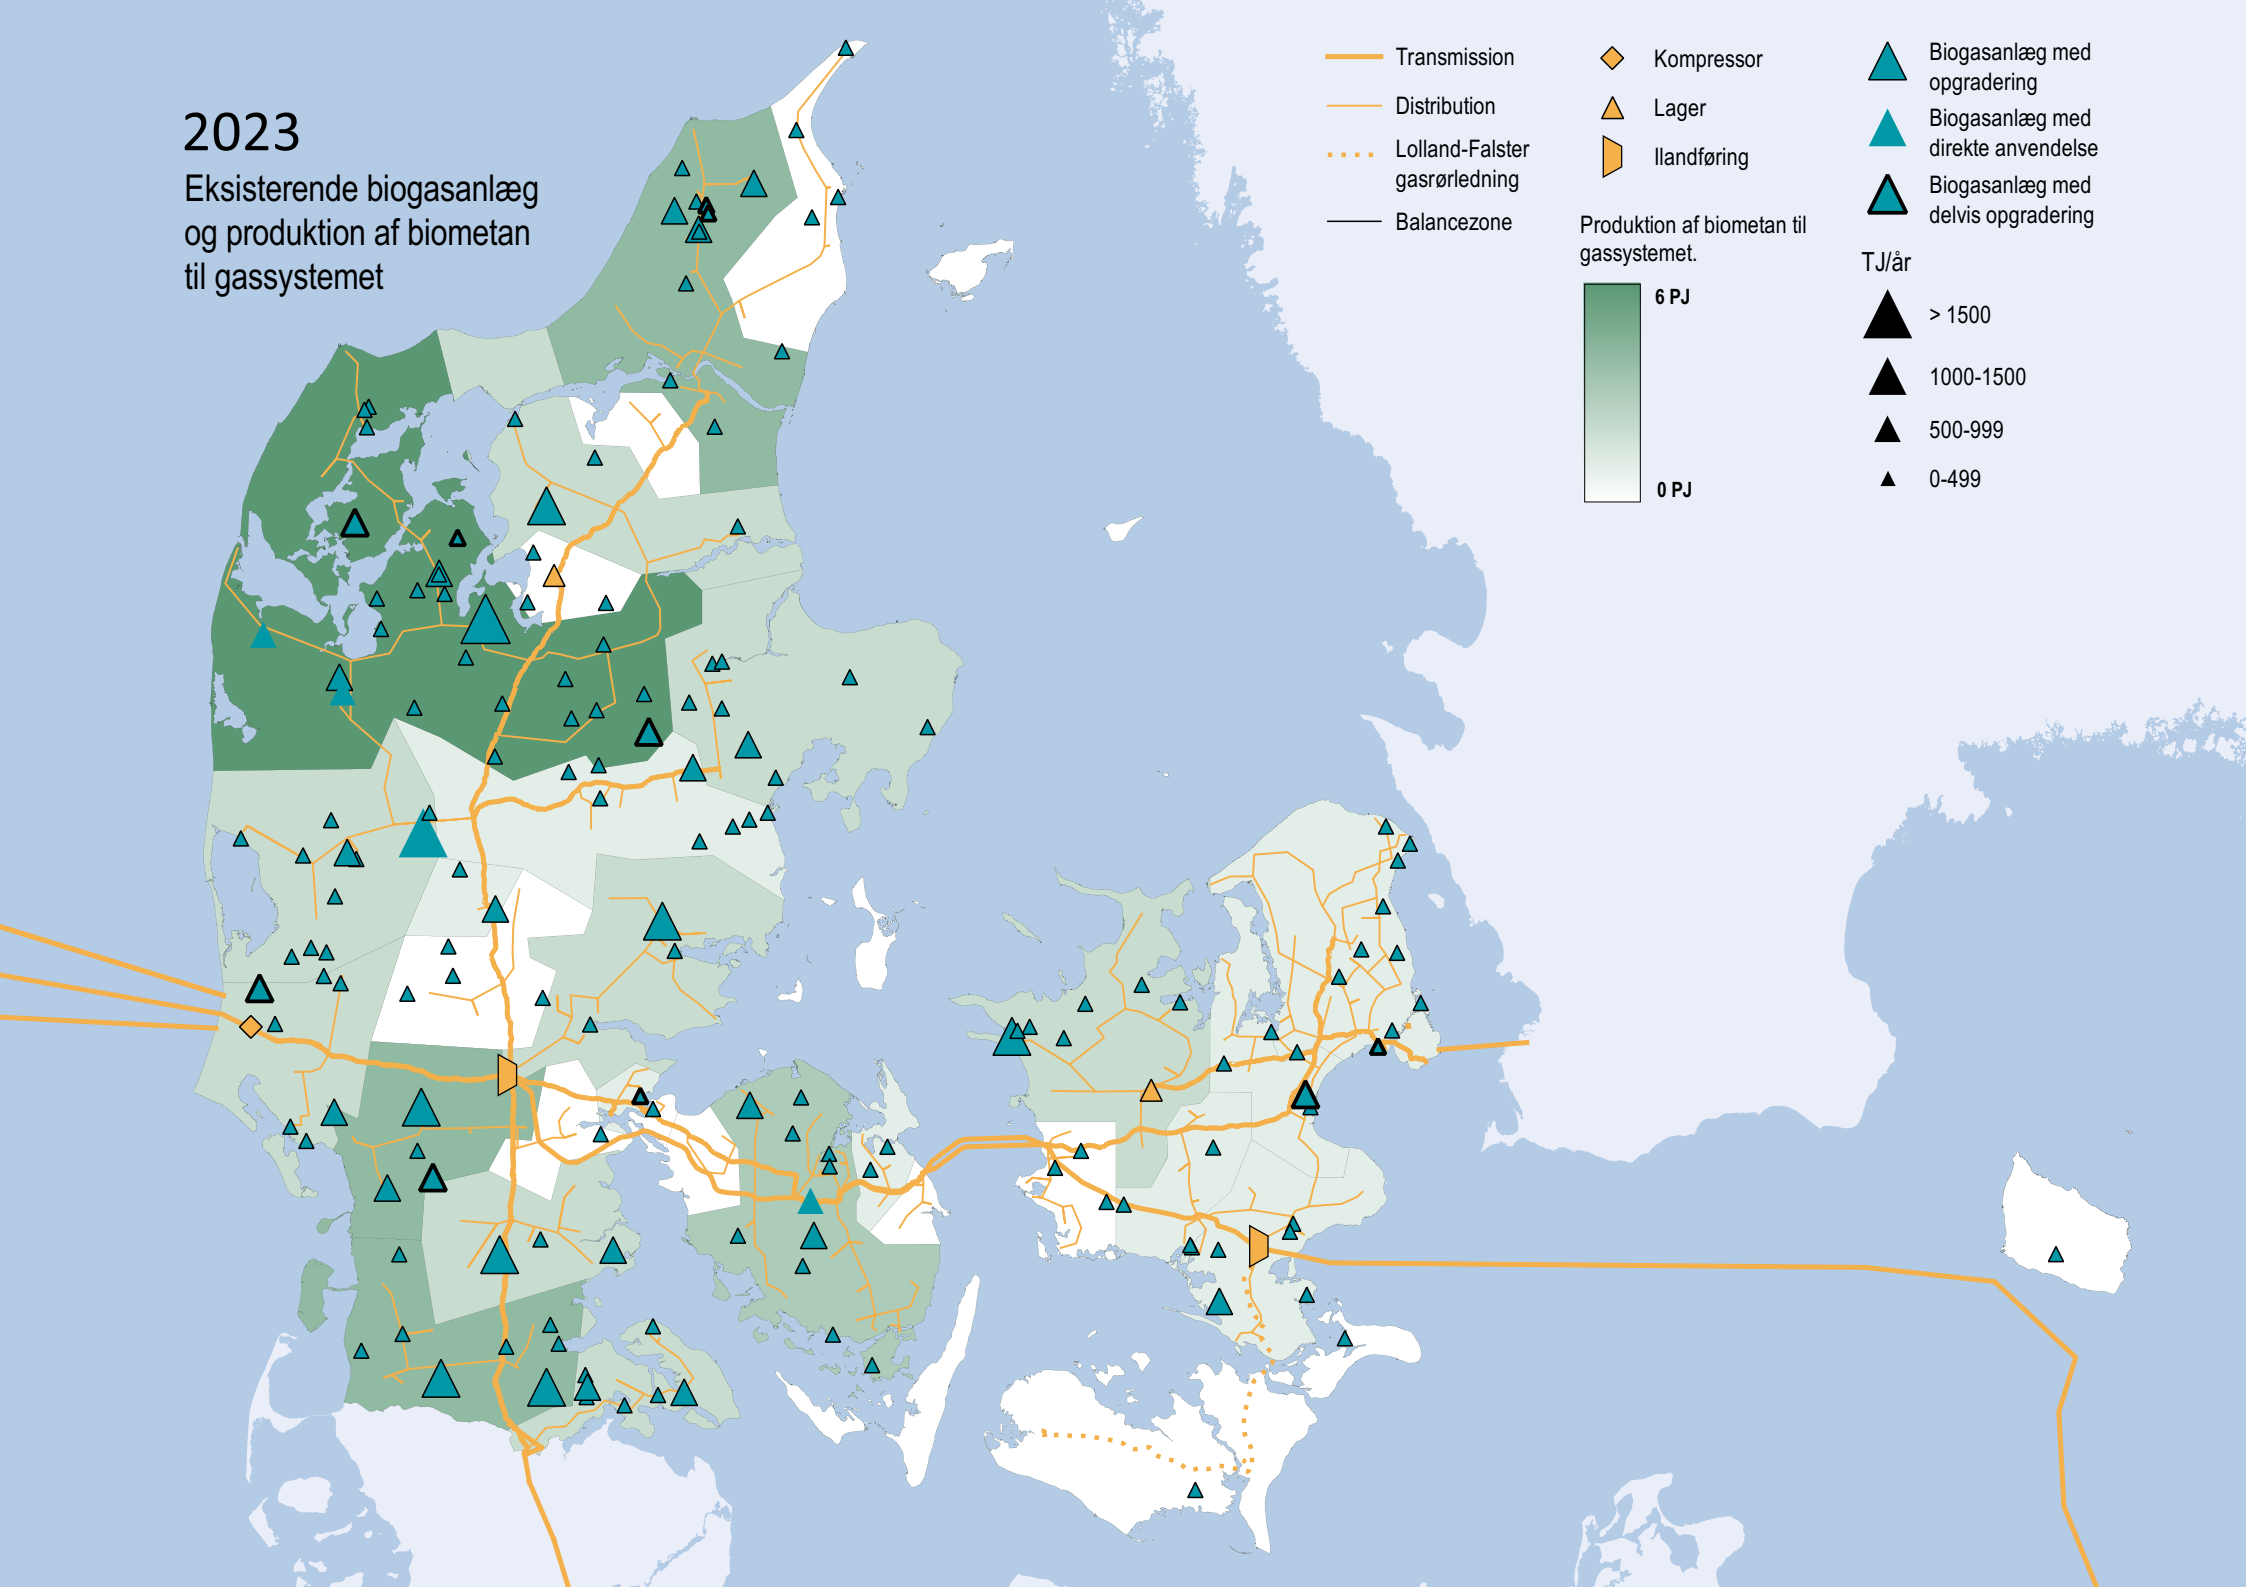 2023
Eksisterende biogasanlæg
og produktion af biometan
til gassystemet
Transmission
Distribution
Lolland-Falster
gasrørledning
Balancezone
Kompressor
Lager
Ilandføring
Produktion af biometan til
gassystemet.
6 PJ
0 PJ
Biogasanlæg med
opgradering
Biogasanlæg med
direkte anvendelse
Biogasanlæg med
delvis opgradering
TJ/år
> 1500
1000-1500
500-999
0-499